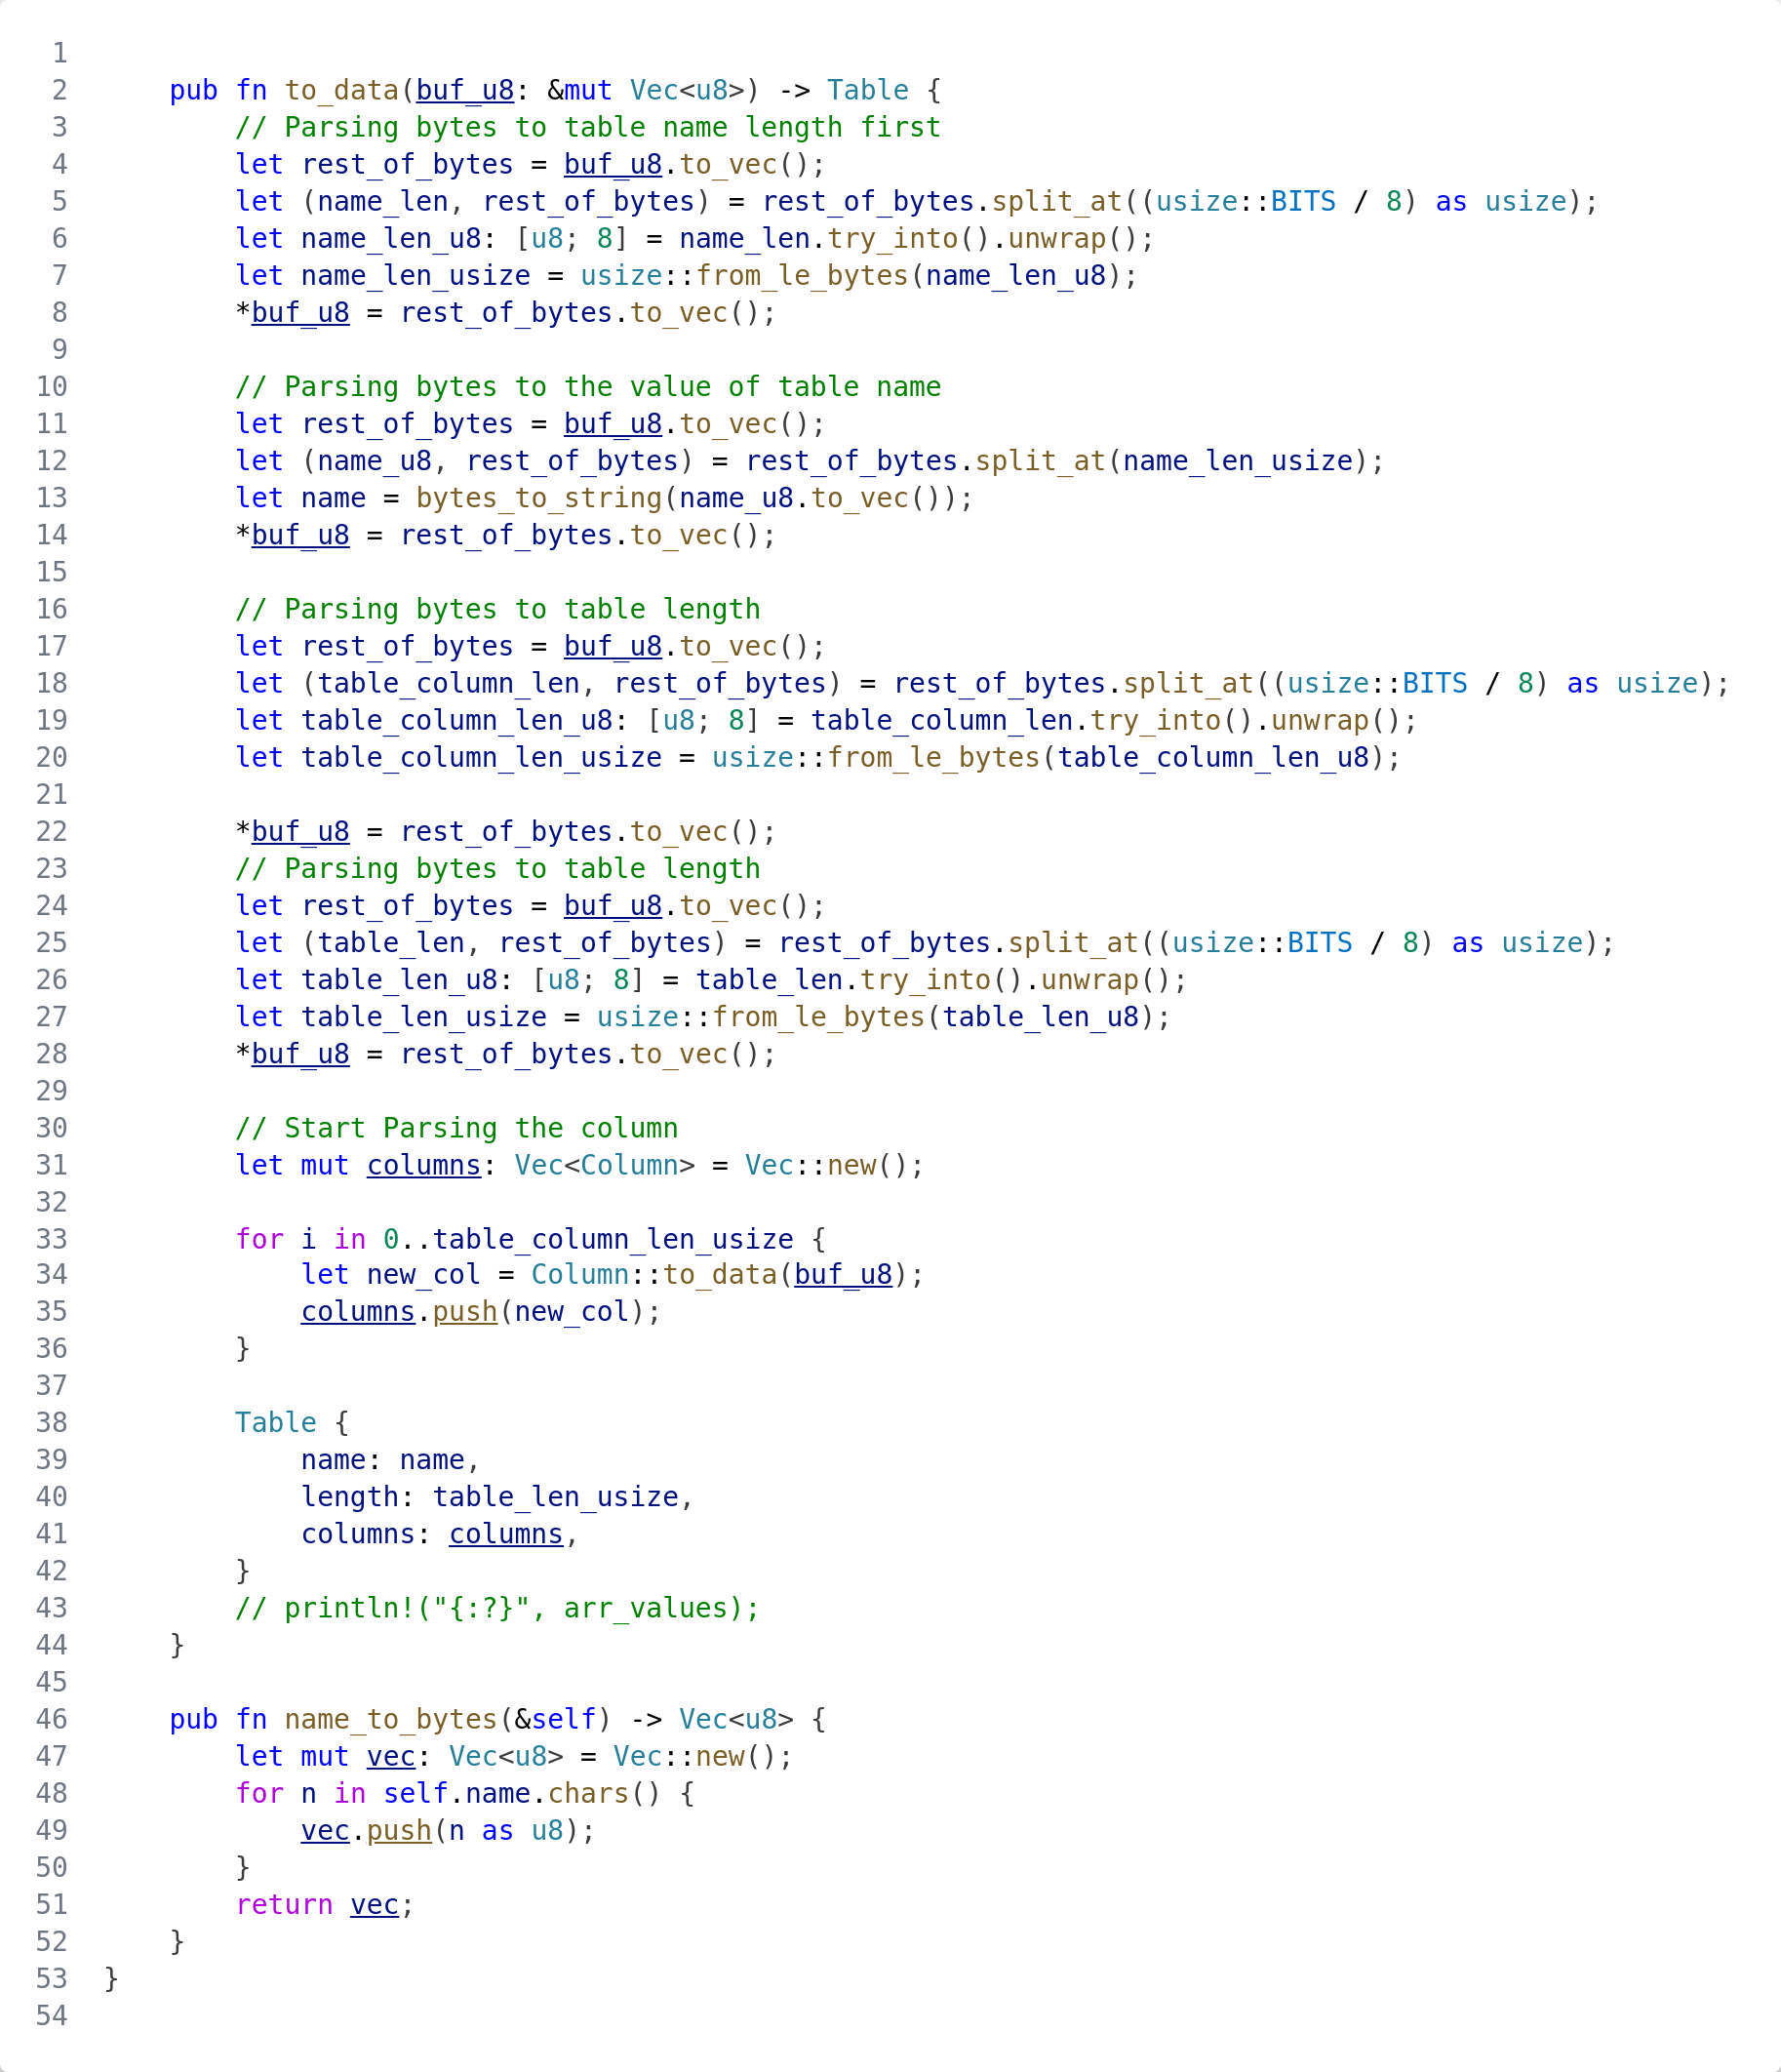 1
2     pub fn to_data(buf_u8: &mut Vec<u8>) -> Table {
3         // Parsing bytes to table name length first
4         let rest_of_bytes = buf_u8.to_vec();
5         let (name_len, rest_of_bytes) = rest_of_bytes.split_at((usize::BITS / 8) as usize);
6         let name_len_u8: [u8; 8] = name_len.try_into().unwrap();
7         let name_len_usize = usize::from_le_bytes(name_len_u8);
8         *buf_u8 = rest_of_bytes.to_vec();
9
10         // Parsing bytes to the value of table name
11         let rest_of_bytes = buf_u8.to_vec();
12         let (name_u8, rest_of_bytes) = rest_of_bytes.split_at(name_len_usize);
13         let name = bytes_to_string(name_u8.to_vec());
14         *buf_u8 = rest_of_bytes.to_vec();
15
16         // Parsing bytes to table length
17         let rest_of_bytes = buf_u8.to_vec();
18         let (table_column_len, rest_of_bytes) = rest_of_bytes.split_at((usize::BITS / 8) as usize);
19         let table_column_len_u8: [u8; 8] = table_column_len.try_into().unwrap();
20         let table_column_len_usize = usize::from_le_bytes(table_column_len_u8);
21
22         *buf_u8 = rest_of_bytes.to_vec();
23         // Parsing bytes to table length
24         let rest_of_bytes = buf_u8.to_vec();
25         let (table_len, rest_of_bytes) = rest_of_bytes.split_at((usize::BITS / 8) as usize);
26         let table_len_u8: [u8; 8] = table_len.try_into().unwrap();
27         let table_len_usize = usize::from_le_bytes(table_len_u8);
28         *buf_u8 = rest_of_bytes.to_vec();
29
30         // Start Parsing the column
31         let mut columns: Vec<Column> = Vec::new();
32
33         for i in 0..table_column_len_usize {
34             let new_col = Column::to_data(buf_u8);
35             columns.push(new_col);
36         }
37
38         Table {
39             name: name,
40             length: table_len_usize,
41             columns: columns,
42         }
43         // println!("{:?}", arr_values);
44     }
45
46     pub fn name_to_bytes(&self) -> Vec<u8> {
47         let mut vec: Vec<u8> = Vec::new();
48         for n in self.name.chars() {
49             vec.push(n as u8);
50         }
51         return vec;
52     }
53 }
54